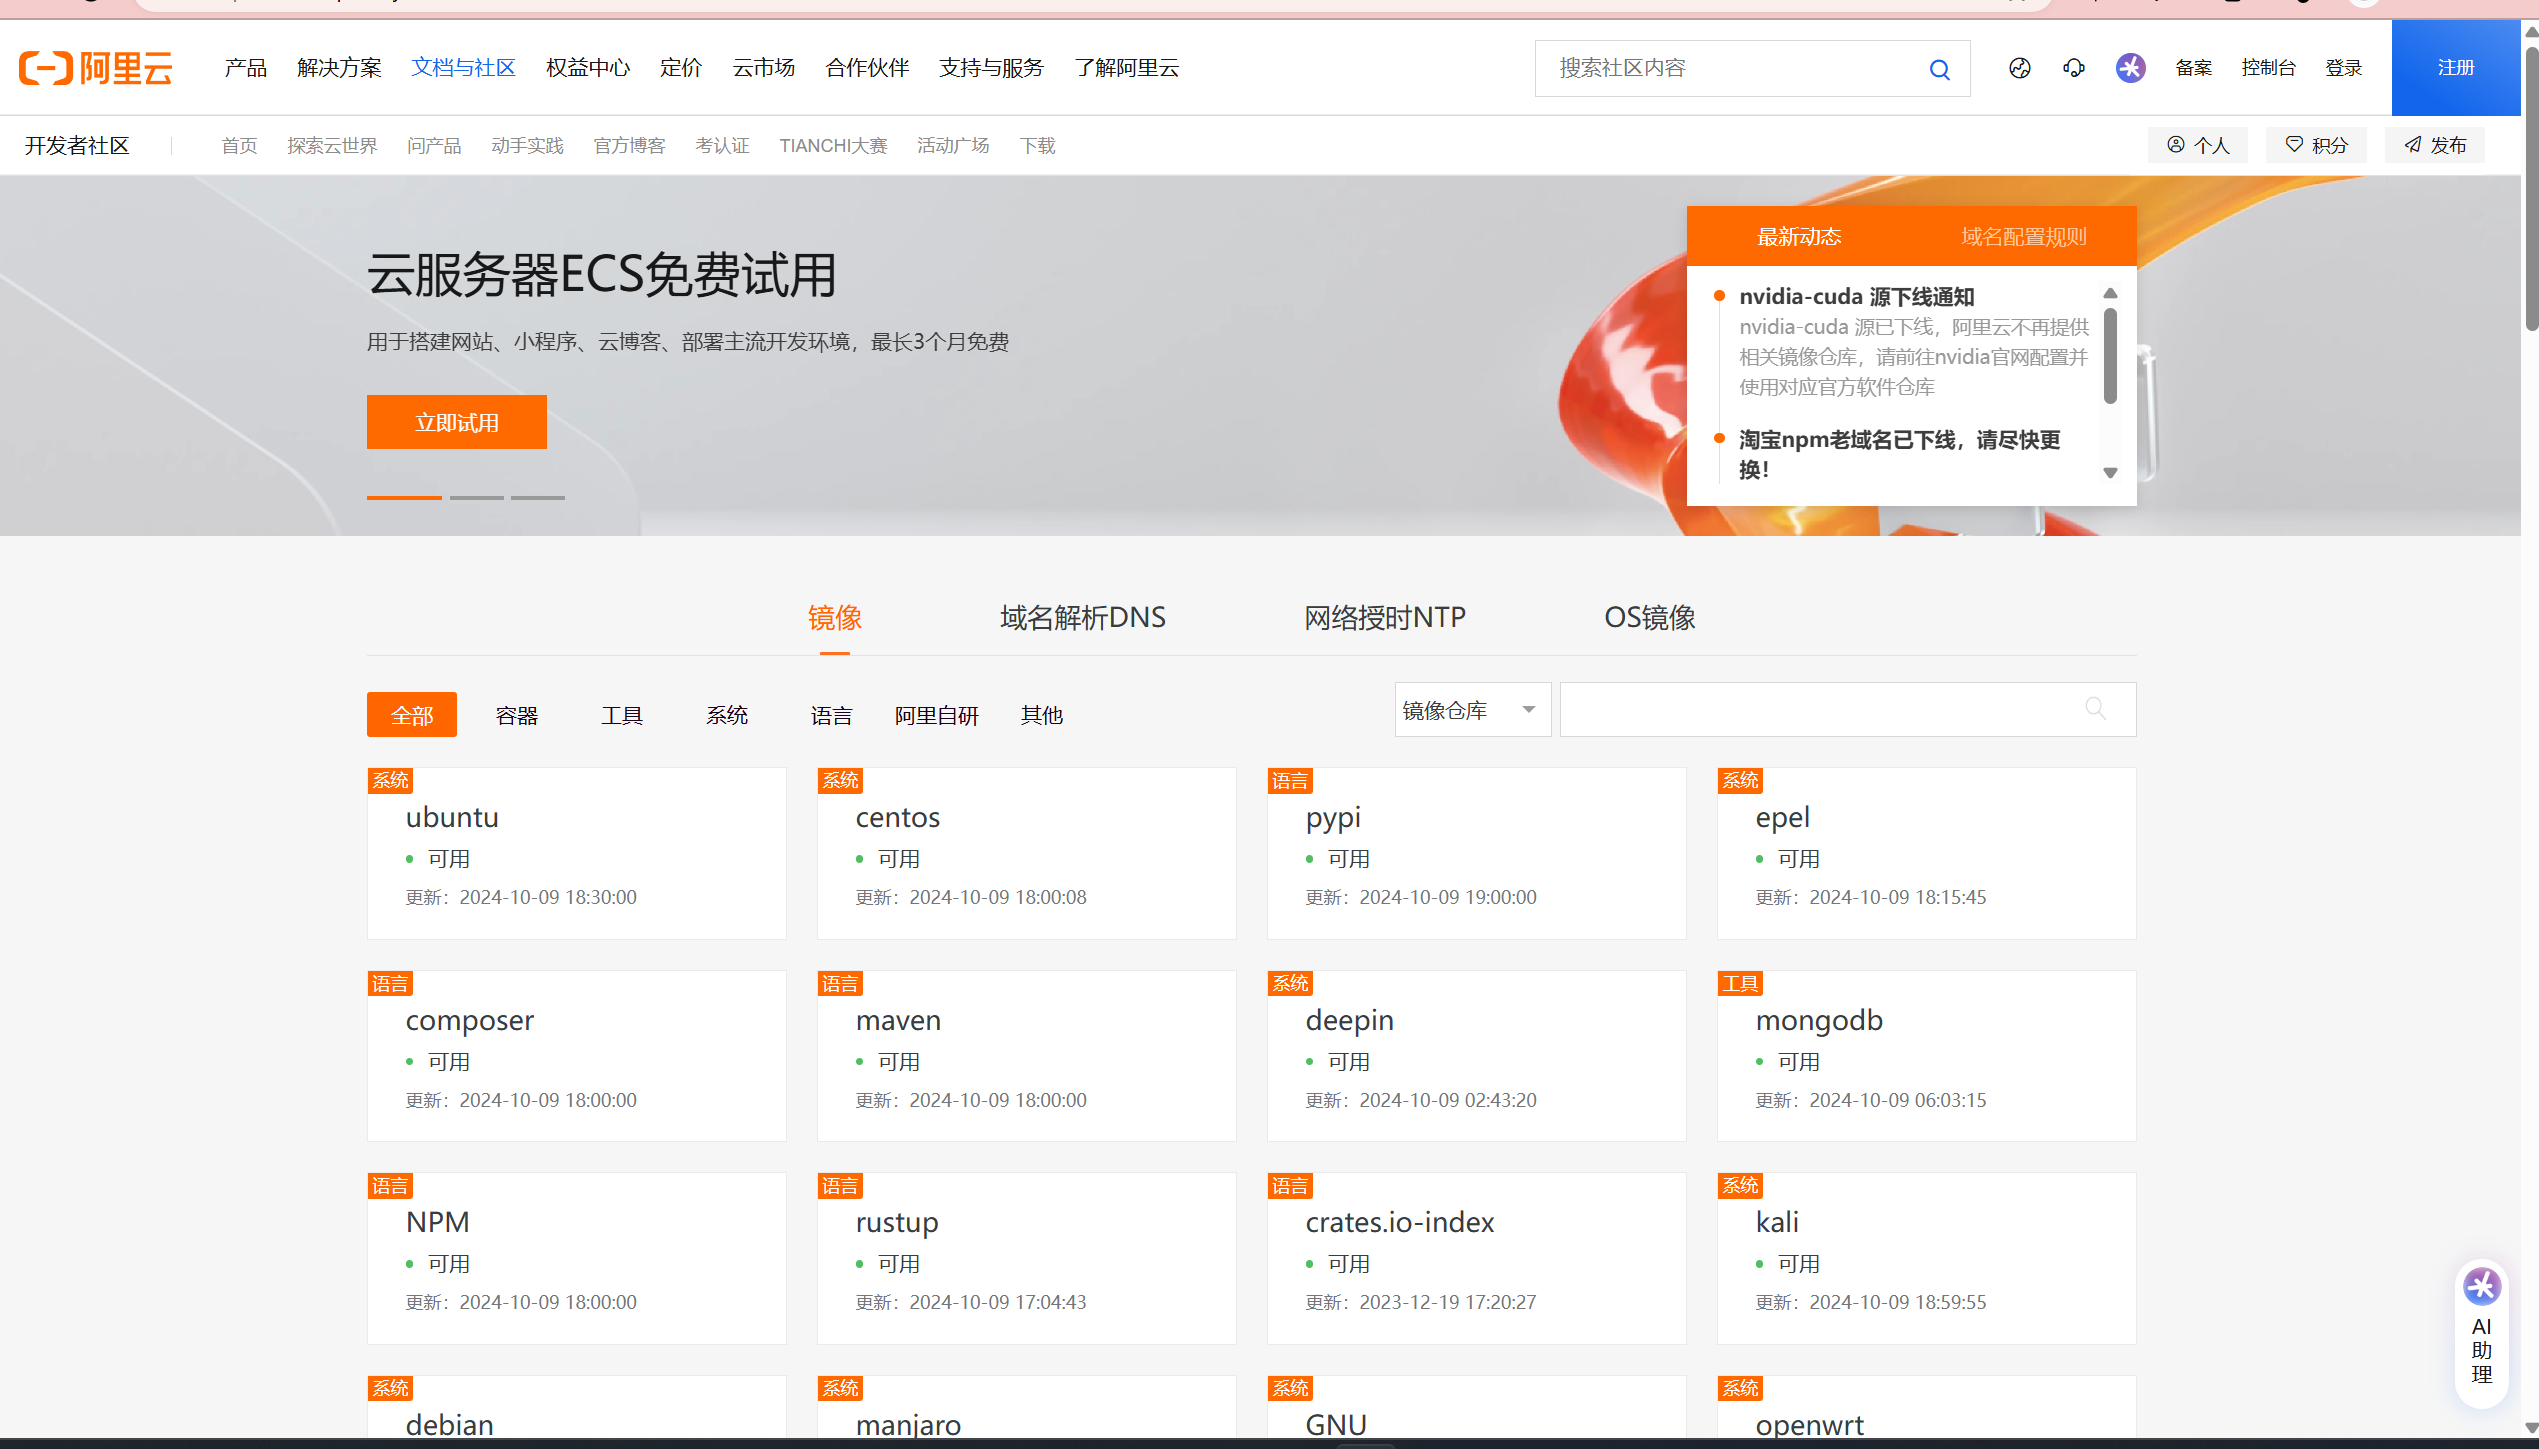 阿里云
产品 解决方案 文档与社区 权益中心 定价 云市场 合作伙伴 支持与服务 了解阿里云
搜索社区内容
备案 控制台 登录 注册
开发者社区
首页 探索云世界 问产品 动手实践 官方博客 考认证 TIANCHI大赛 活动广场 下载
个人 积分 发布
云服务器ECS免费试用
用于搭建网站、小程序、云博客、部署主流开发环境，最长3个月免费
立即试用
最新动态 域名配置规则
nvidia-cuda 源下线通知
nvidia-cuda 源已下线，阿里云不再提供
相关镜像仓库，请前往nvidia官网配置并
使用对应官方软件仓库
淘宝npm老域名已下线，请尽快更
换！
镜像 域名解析DNS 网络授时NTP OS镜像
全部 容器 工具 系统 语言 阿里自研 其他
镜像仓库
系统
ubuntu
可用
更新：2024-10-09 18:30:00
系统
centos
可用
更新：2024-10-09 18:00:08
语言
pypi
可用
更新：2024-10-09 19:00:00
系统
epel
可用
更新：2024-10-09 18:15:45
语言
composer
可用
更新：2024-10-09 18:00:00
语言
maven
可用
更新：2024-10-09 18:00:00
系统
deepin
可用
更新：2024-10-09 02:43:20
工具
mongodb
可用
更新：2024-10-09 06:03:15
语言
NPM
可用
更新：2024-10-09 18:00:00
语言
rustup
可用
更新：2024-10-09 17:04:43
语言
crates.io-index
可用
更新：2023-12-19 17:20:27
系统
kali
可用
更新：2024-10-09 18:59:55
系统
debian
系统
manjaro
系统
GNU
系统
openwrt
AI
助
理